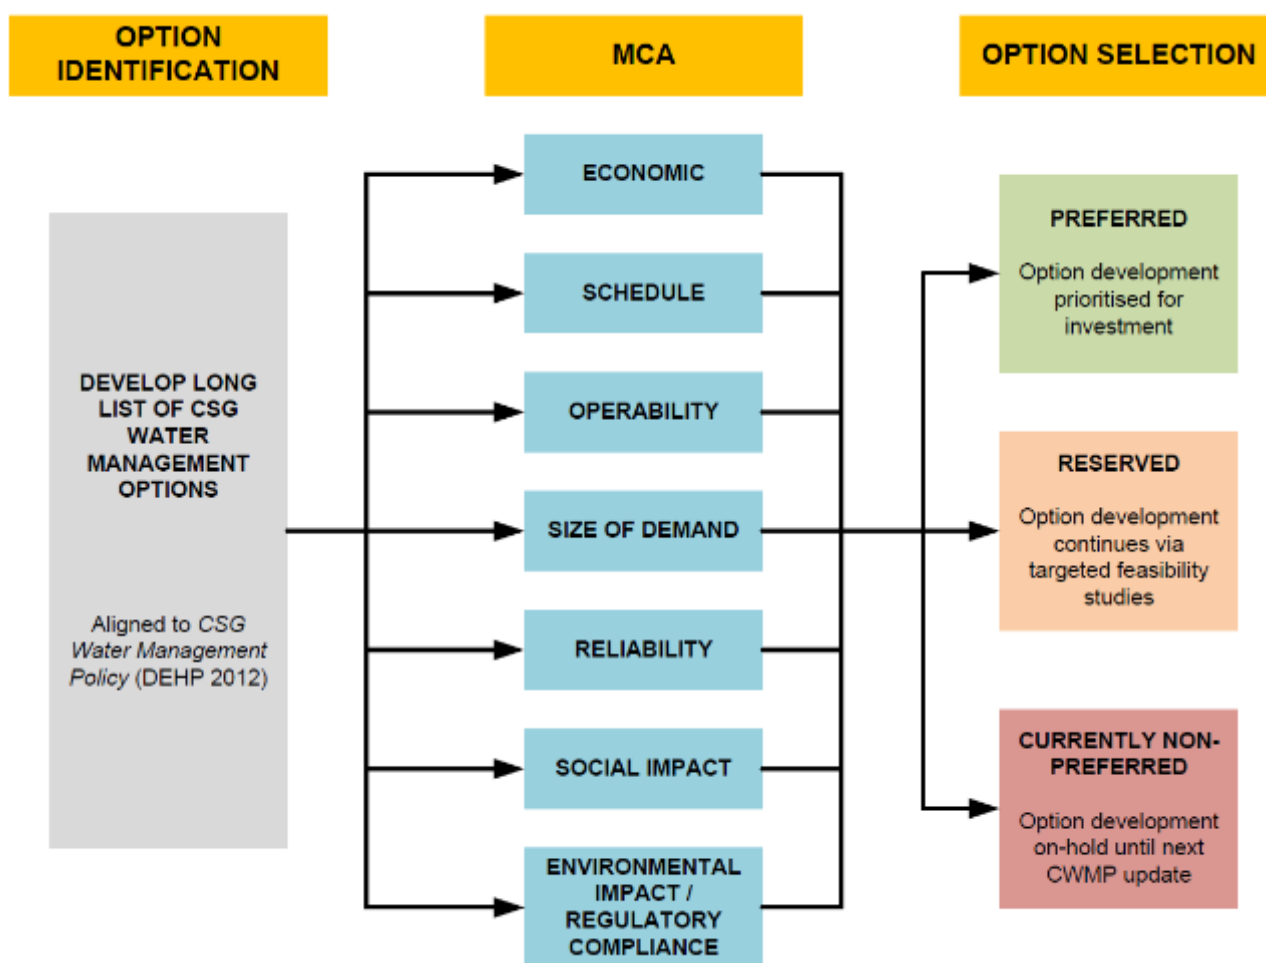 OPTION
IDENTIFICATION
MCA
OPTION SELECTION
DEVELOP LONG
LIST OF CSG
WATER
MANAGEMENT
OPTIONS
Aligned to CSG
Water Management
Policy (DEHP 2012)
ECONOMIC
SCHEDULE
OPERABILITY
SIZE OF DEMAND
RELIABILITY
SOCIAL IMPACT
ENVIRONMENTAL
IMPACT /
REGULATORY
COMPLIANCE
PREFERRED
Option development
prioritised for
investment
RESERVED
Option development
continues via
targeted feasibility
studies
CURRENTLY NON-
PREFERRED
Option development
on-hold until next
CWMP update